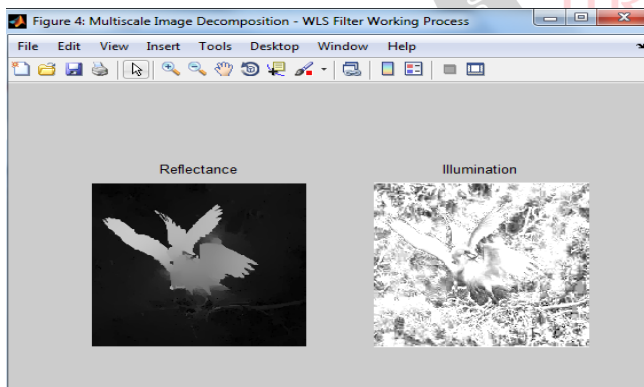 Figure 4: Multiscale Image Decomposition - WLS Filter Working Process
File Edit View Insert Tools Desktop Window Help
Reflectance
Illumination